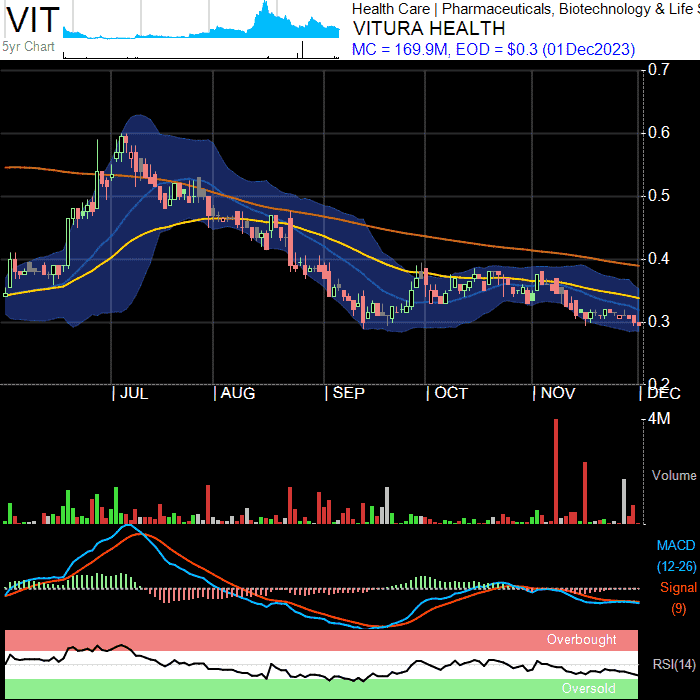 VIT
5yr Chart
Health Care | Pharmaceuticals, Biotechnology & Life S
VITURA HEALTH
MC = 169.9M, EOD = $0.3 (01Dec2023)
0.7
0.6
0.5
0.4
0.3
0.2
| JUL | AUG | SEP | OCT | NOV | DEC
4M
Volume
MACD
(12-26)
Signal
(9)
Overbought
RSI(14)
Oversold